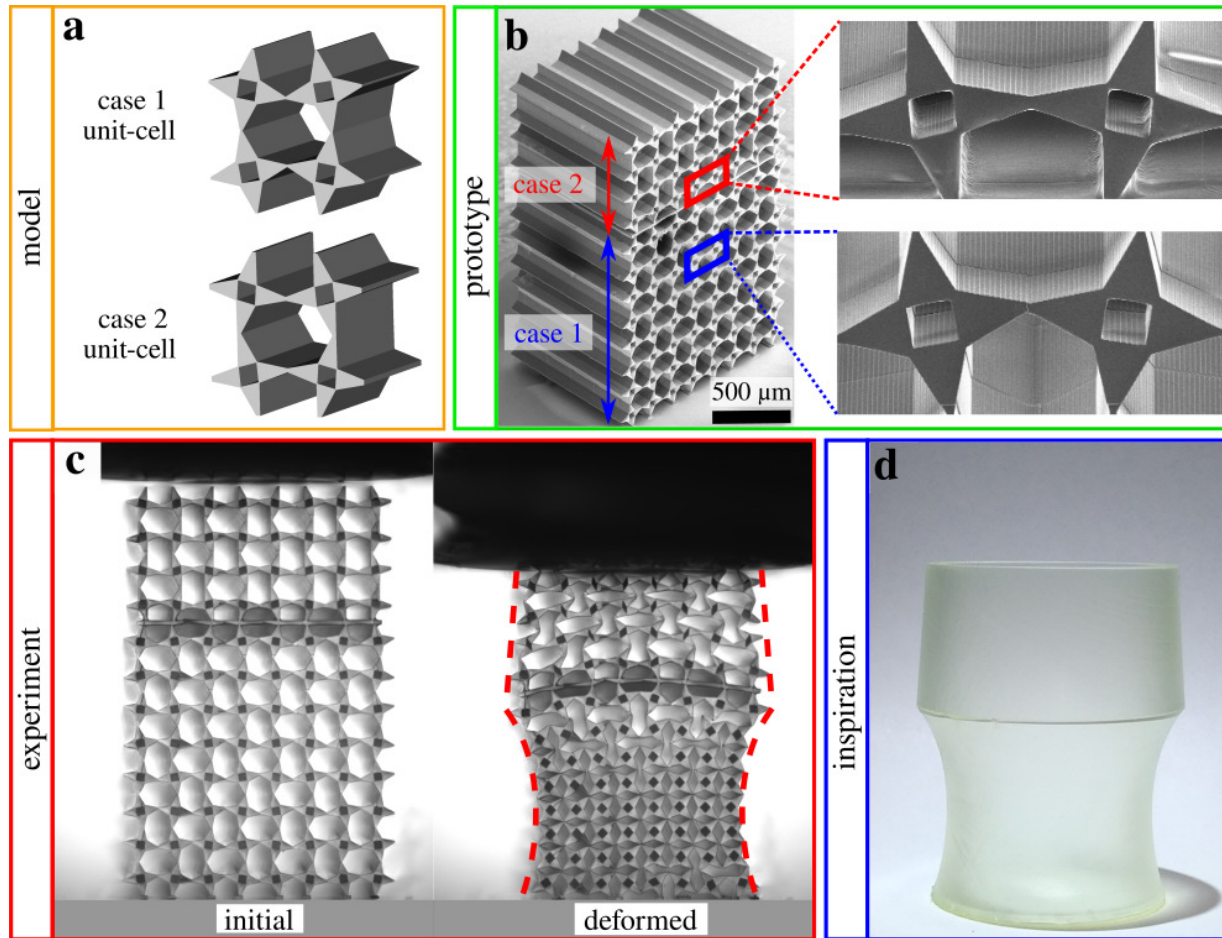 a
case 1
unit-cell
case 2
unit-cell
model
b
case 2
case 1
500 µm
prototype
c
initial
deformed
experiment
d
inspiration